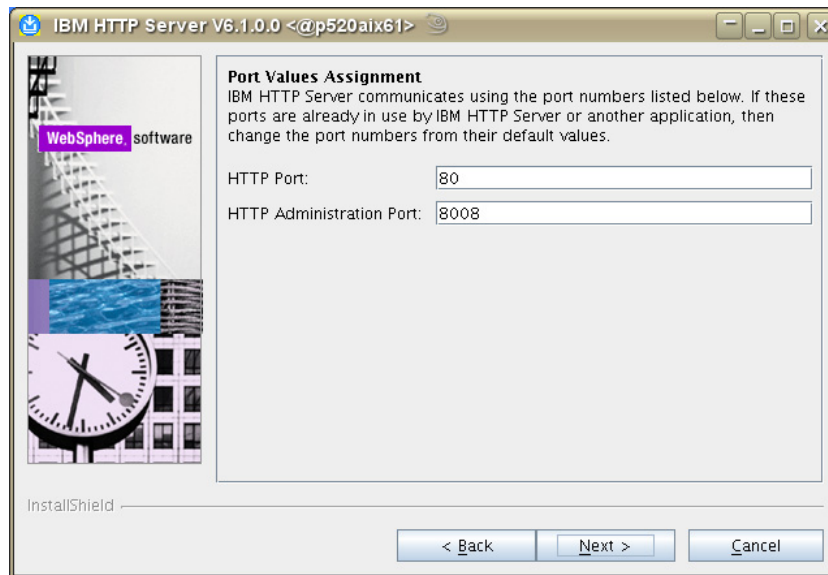 IBM HTTP Server V6.1.0.0 <@p520aix61>
WebSphere. software
Port Values Assignment
IBM HTTP Server communicates using the port numbers listed below. If these
ports are already in use by IBM HTTP Server or another application, then
change the port numbers from their default values.
HTTP Port: 80
HTTP Administration Port: 8008
InstallShield
< Back Next > Cancel